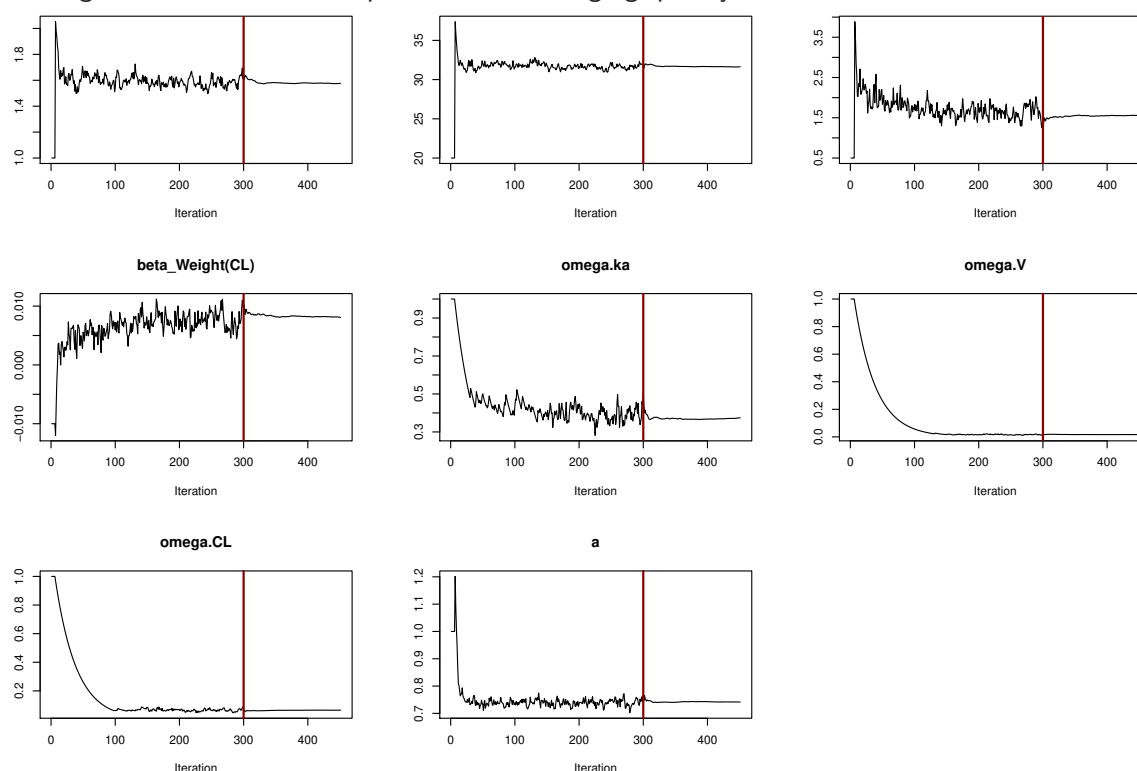 1.0 1.4 1.8
0 100 200 300 400
Iteration
20 25 30 35
0 100 200 300 400
Iteration
0.5 1.5 2.5 3.5
0 100 200 300 400
Iteration
beta_Weight(CL)
−0.010 0.000 0.010
0 100 200 300 400
Iteration
omega.ka
0.3 0.5 0.7 0.9
0 100 200 300 400
Iteration
omega.V
0.0 0.2 0.4 0.6 0.8 1.0
0 100 200 300 400
Iteration
omega.CL
0.2 0.4 0.6 0.8 1.0
0 100 200 300 400
Iteration
a
0.7 0.8 0.9 1.0 1.1 1.2
0 100 200 300 400
Iteration